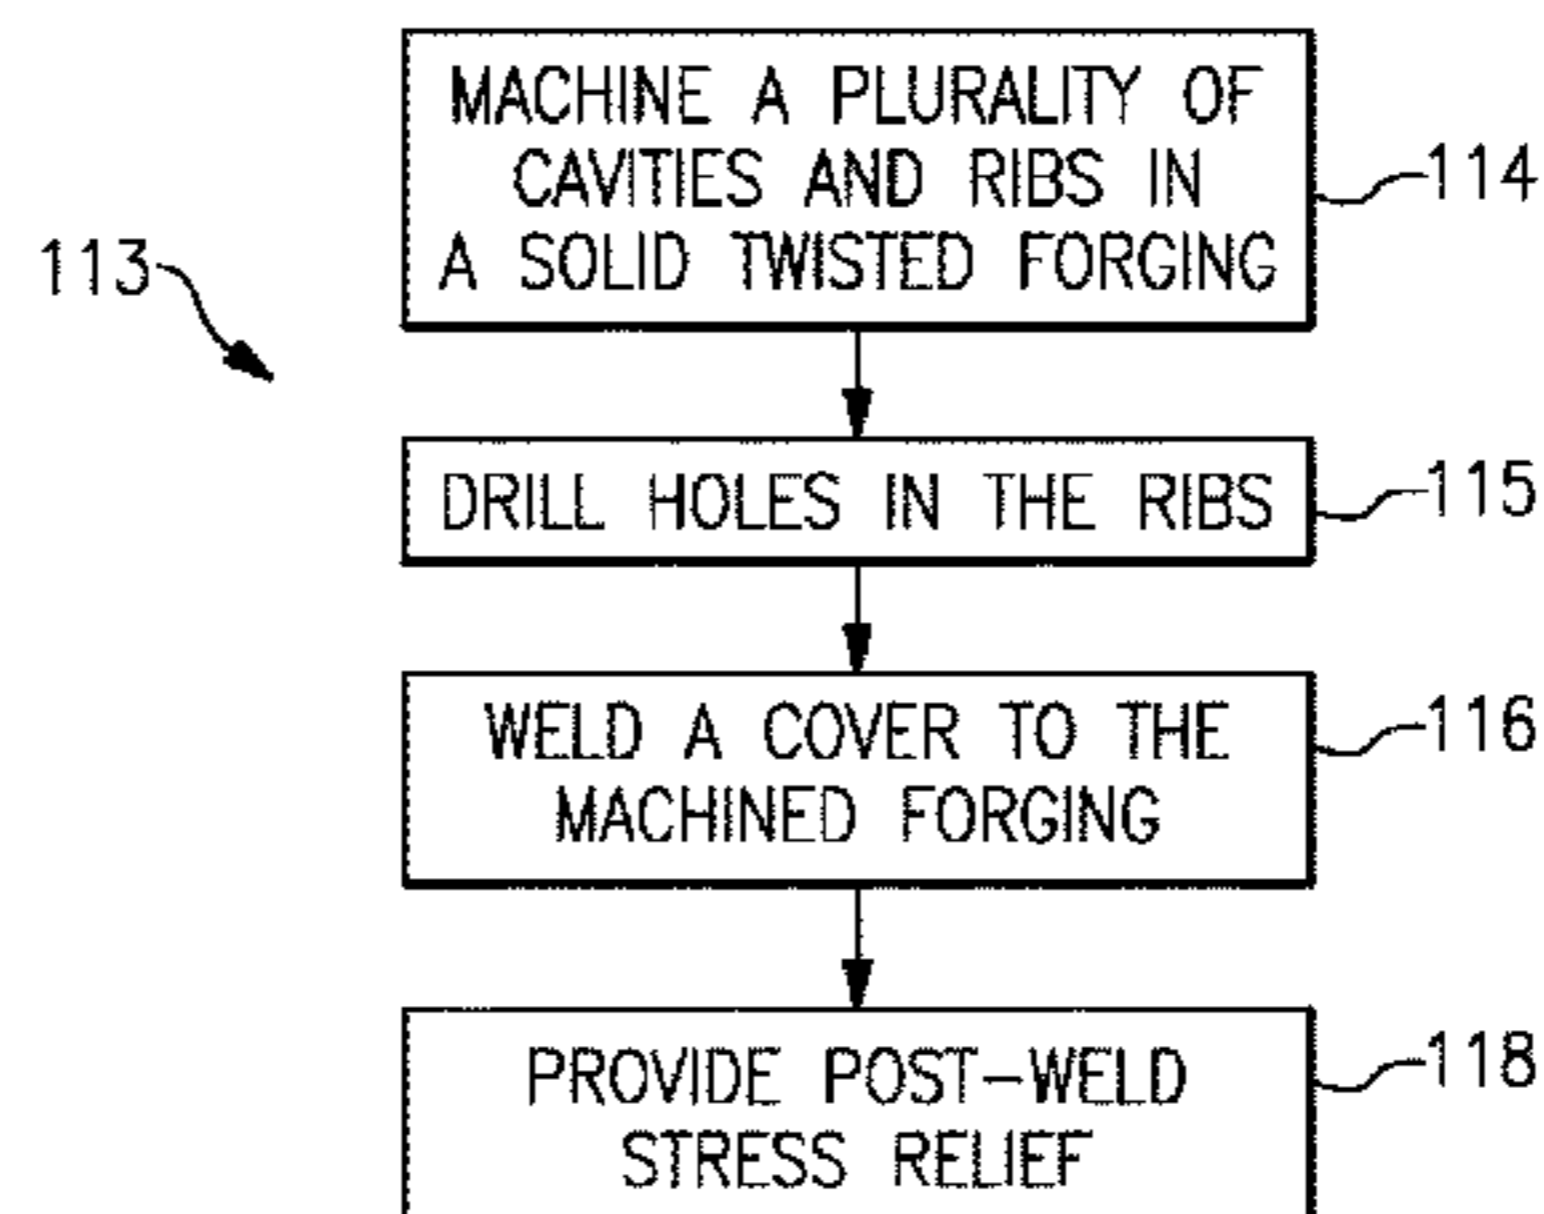 MACHINE A PLURALITY OF
CAVITIES AND RIBS IN
A SOLID TWISTED FORGING
114
113
DRILL HOLES IN THE RIBS
115
WELD A COVER TO THE
MACHINED FORGING
116
PROVIDE POST-WELD
STRESS RELIEF
118